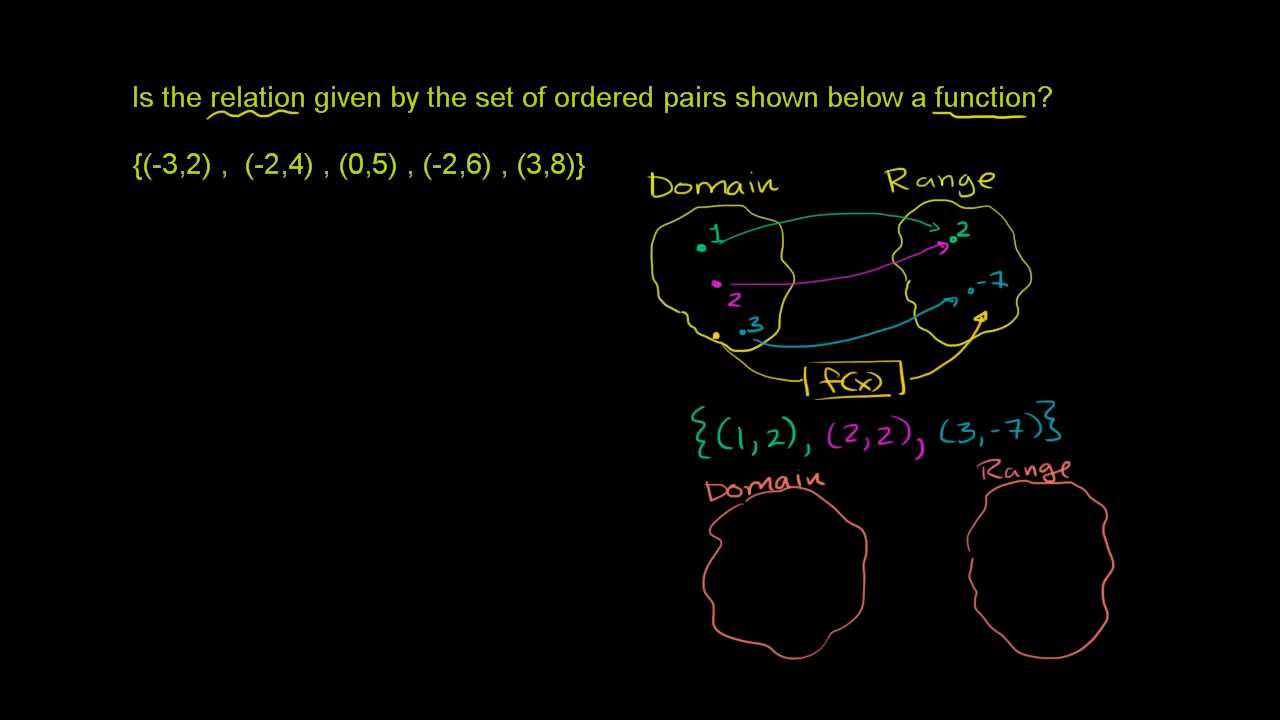 Is the relation given by the set of ordered pairs shown below a function?
{(-3,2) , (-2,4) , (0,5) , (-2,6) , (3,8)}
Domain Range
1 2
2 -7
3
f(x)
{(1,2), (2,2), (3,-7)}
Domain Range